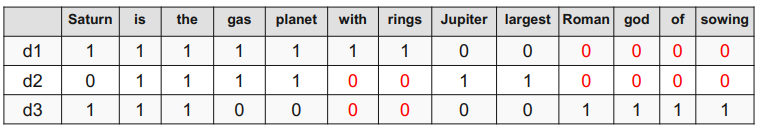 Saturn is the gas planet with rings Jupiter largest Roman god of sowing
d1 1 1 1 1 1 1 1 0 0 0 0 0 0
d2 0 1 1 1 1 0 0 1 1 0 0 0 0
d3 1 1 1 0 0 0 0 0 0 1 1 1 1